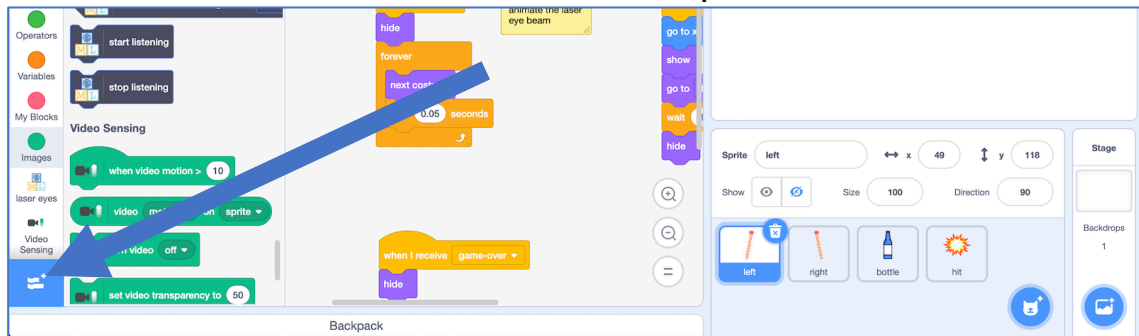 Operators
Variables
My Blocks
Images
laser eyes
Video
Sensing
start listening
stop listening
Video Sensing
when video motion > 10
video on sprite
video off
set video transparency to 50
hide
forever
next
0.05 seconds
when I receive game-over
hide
animate the laser
eye beam
go to x
show
go to
wait
hide
Backpack
Sprite left x 49 y 118
Show Size 100 Direction 90
left
right
bottle
hit
Stage
Backdrops
1